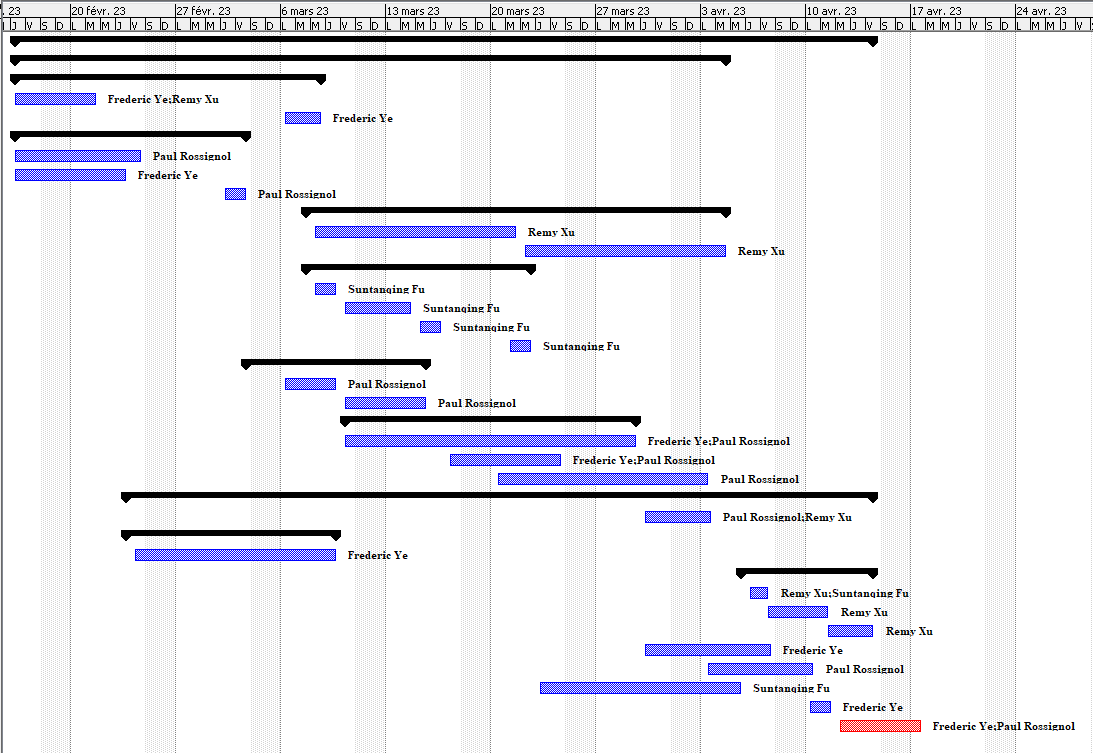 . 23 20 févr. 23 27 févr. 23 6 mars 23 13 mars 23 20 mars 23 27 mars 23 3 avr. 23 10 avr. 23 17 avr. 23 24 avr. 23
J V S D L M M J V S D L M M J V S D L M M J V S D L M M J V S D L M M J V S D L M M J V S D L M M J V S D L M M J V S D L M M J V S D L M M J V
Frederic Ye;Remy Xu
Frederic Ye
Paul Rossignol
Frederic Ye
Paul Rossignol
Remy Xu
Remy Xu
Suntanqing Fu
Suntanqing Fu
Suntanqing Fu
Suntanqing Fu
Paul Rossignol
Paul Rossignol
Frederic Ye;Paul Rossignol
Frederic Ye;Paul Rossignol
Paul Rossignol
Paul Rossignol;Remy Xu
Frederic Ye
Remy Xu;Suntanqing Fu
Remy Xu
Remy Xu
Frederic Ye
Paul Rossignol
Suntanqing Fu
Frederic Ye
Frederic Ye;Paul Rossignol